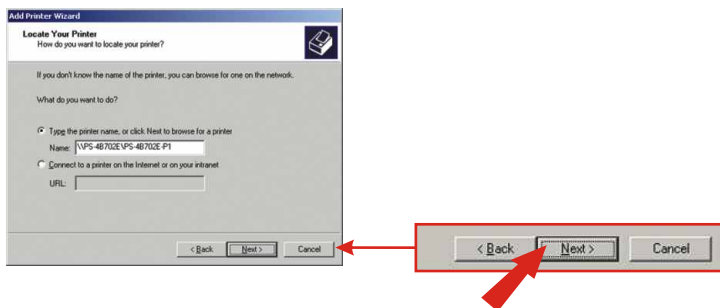 Add Printer Wizard
Locate Your Printer
How do you want to locate your printer?
If you don't know the name of the printer, you can browse for one on the network.
What do you want to do?
Type the printer name, or click Next to browse for a printer
Name: \\PS-4B702E\PS-4B702E-P1
Connect to a printer on the Internet or on your intranet
URL:
< Back Next > Cancel
< Back Next > Cancel